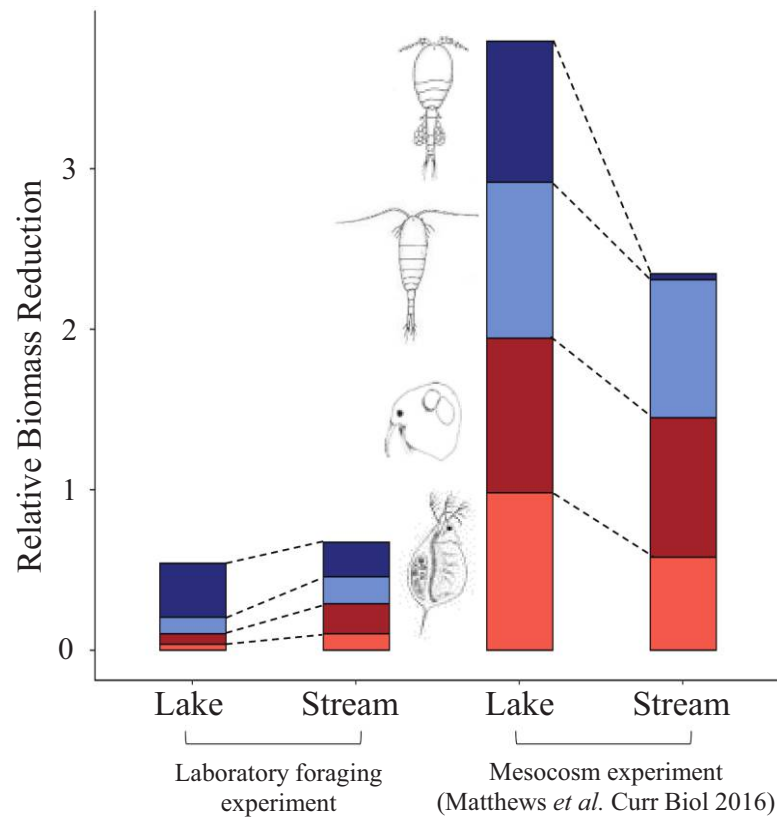 Relative Biomass Reduction
3
2
1
0
Lake Stream Lake Stream
Laboratory foraging
experiment
Mesocosm experiment
(Matthews et al. Curr Biol 2016)